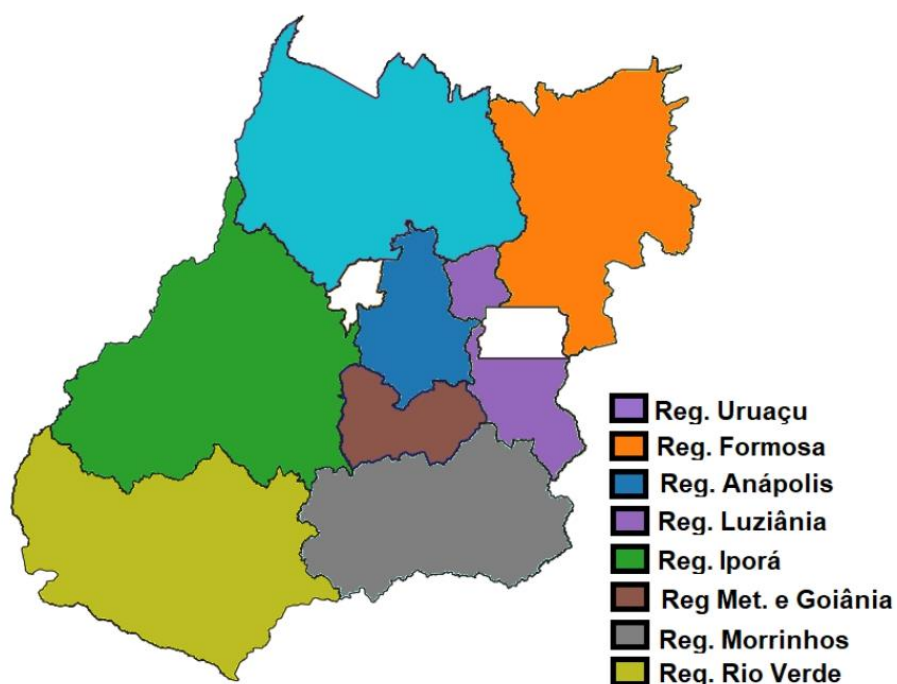 Reg. Uruaçu
Reg. Formosa
Reg. Anápolis
Reg. Luziânia
Reg. Iporá
Reg Met. e Goiânia
Reg. Morrinhos
Reg. Rio Verde